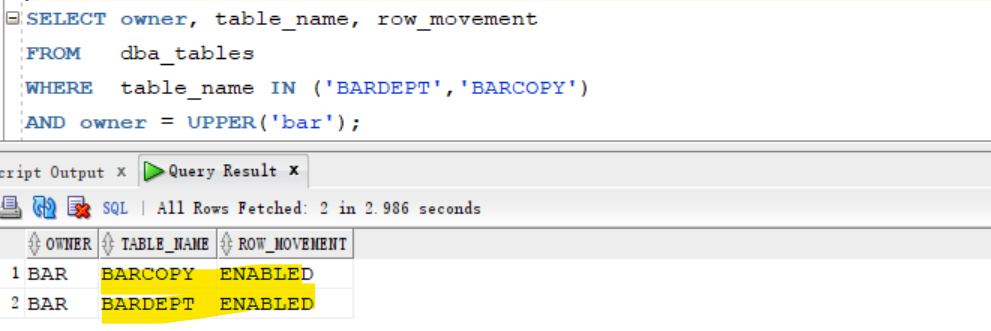 SELECT owner, table_name, row_movement
FROM   dba_tables
WHERE  table_name IN ('BARDEPT','BARCOPY')
AND owner = UPPER('bar');
cript Output x Query Result x
SQL | All Rows Fetched: 2 in 2.986 seconds
OWNER TABLE_NAME ROW_MOVEMENT
1 BAR BARCOPY ENABLED
2 BAR BARDEPT ENABLED